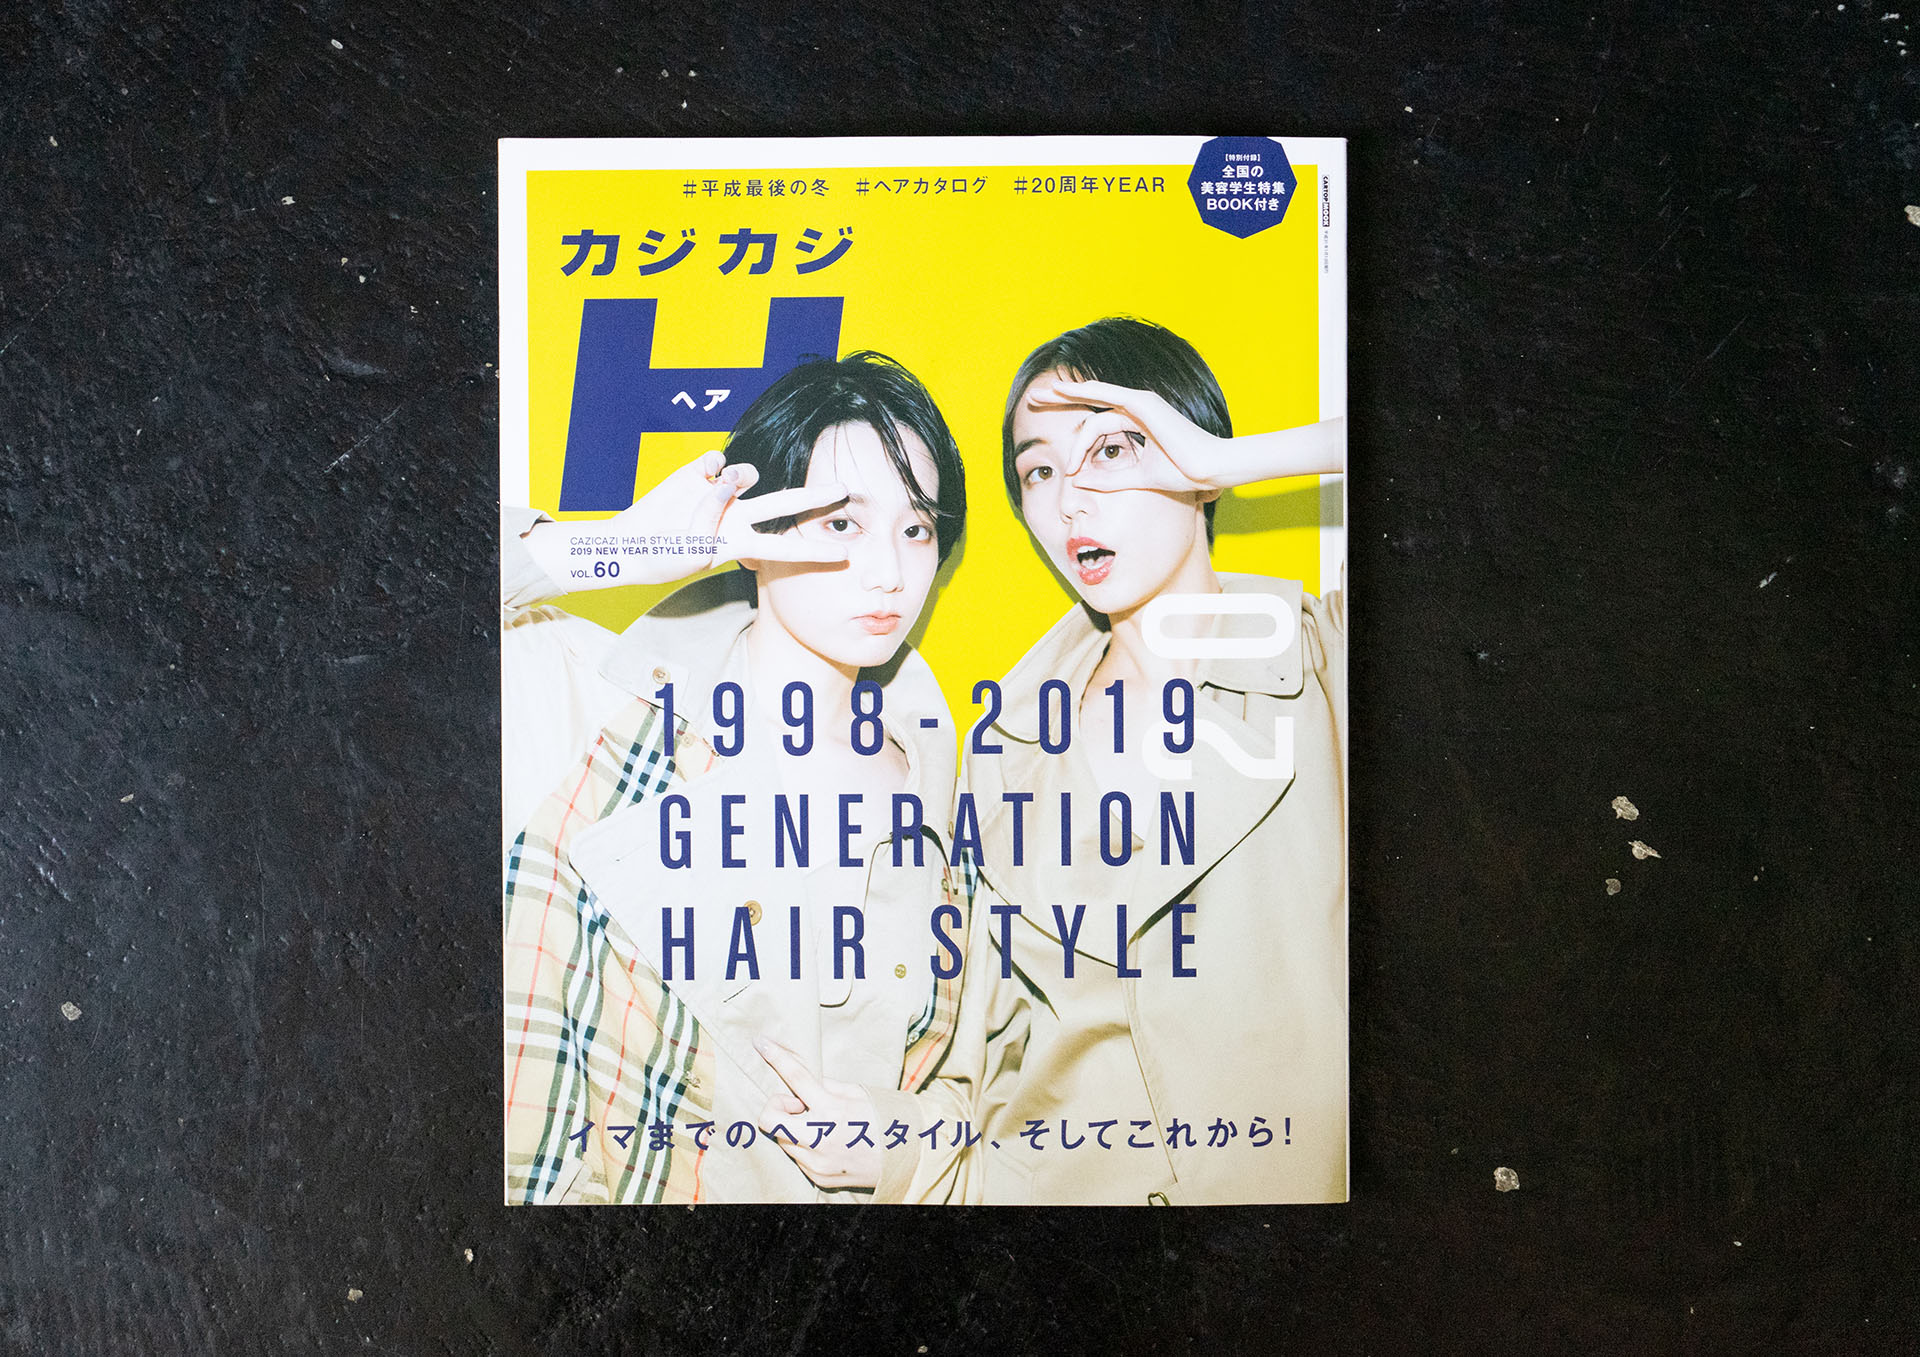 #平成最後の冬 #ヘアカタログ #20周年YEAR
【特別付録】
全国の
美容学生特集
BOOK付き
CARTOPMOOK
カジカジ
H
ヘア
CAZICAZI HAIR STYLE SPECIAL
2019 NEW YEAR STYLE ISSUE
VOL.60
20
1998-2019
GENERATION
HAIR STYLE
イマまでのヘアスタイル、そしてこれから!